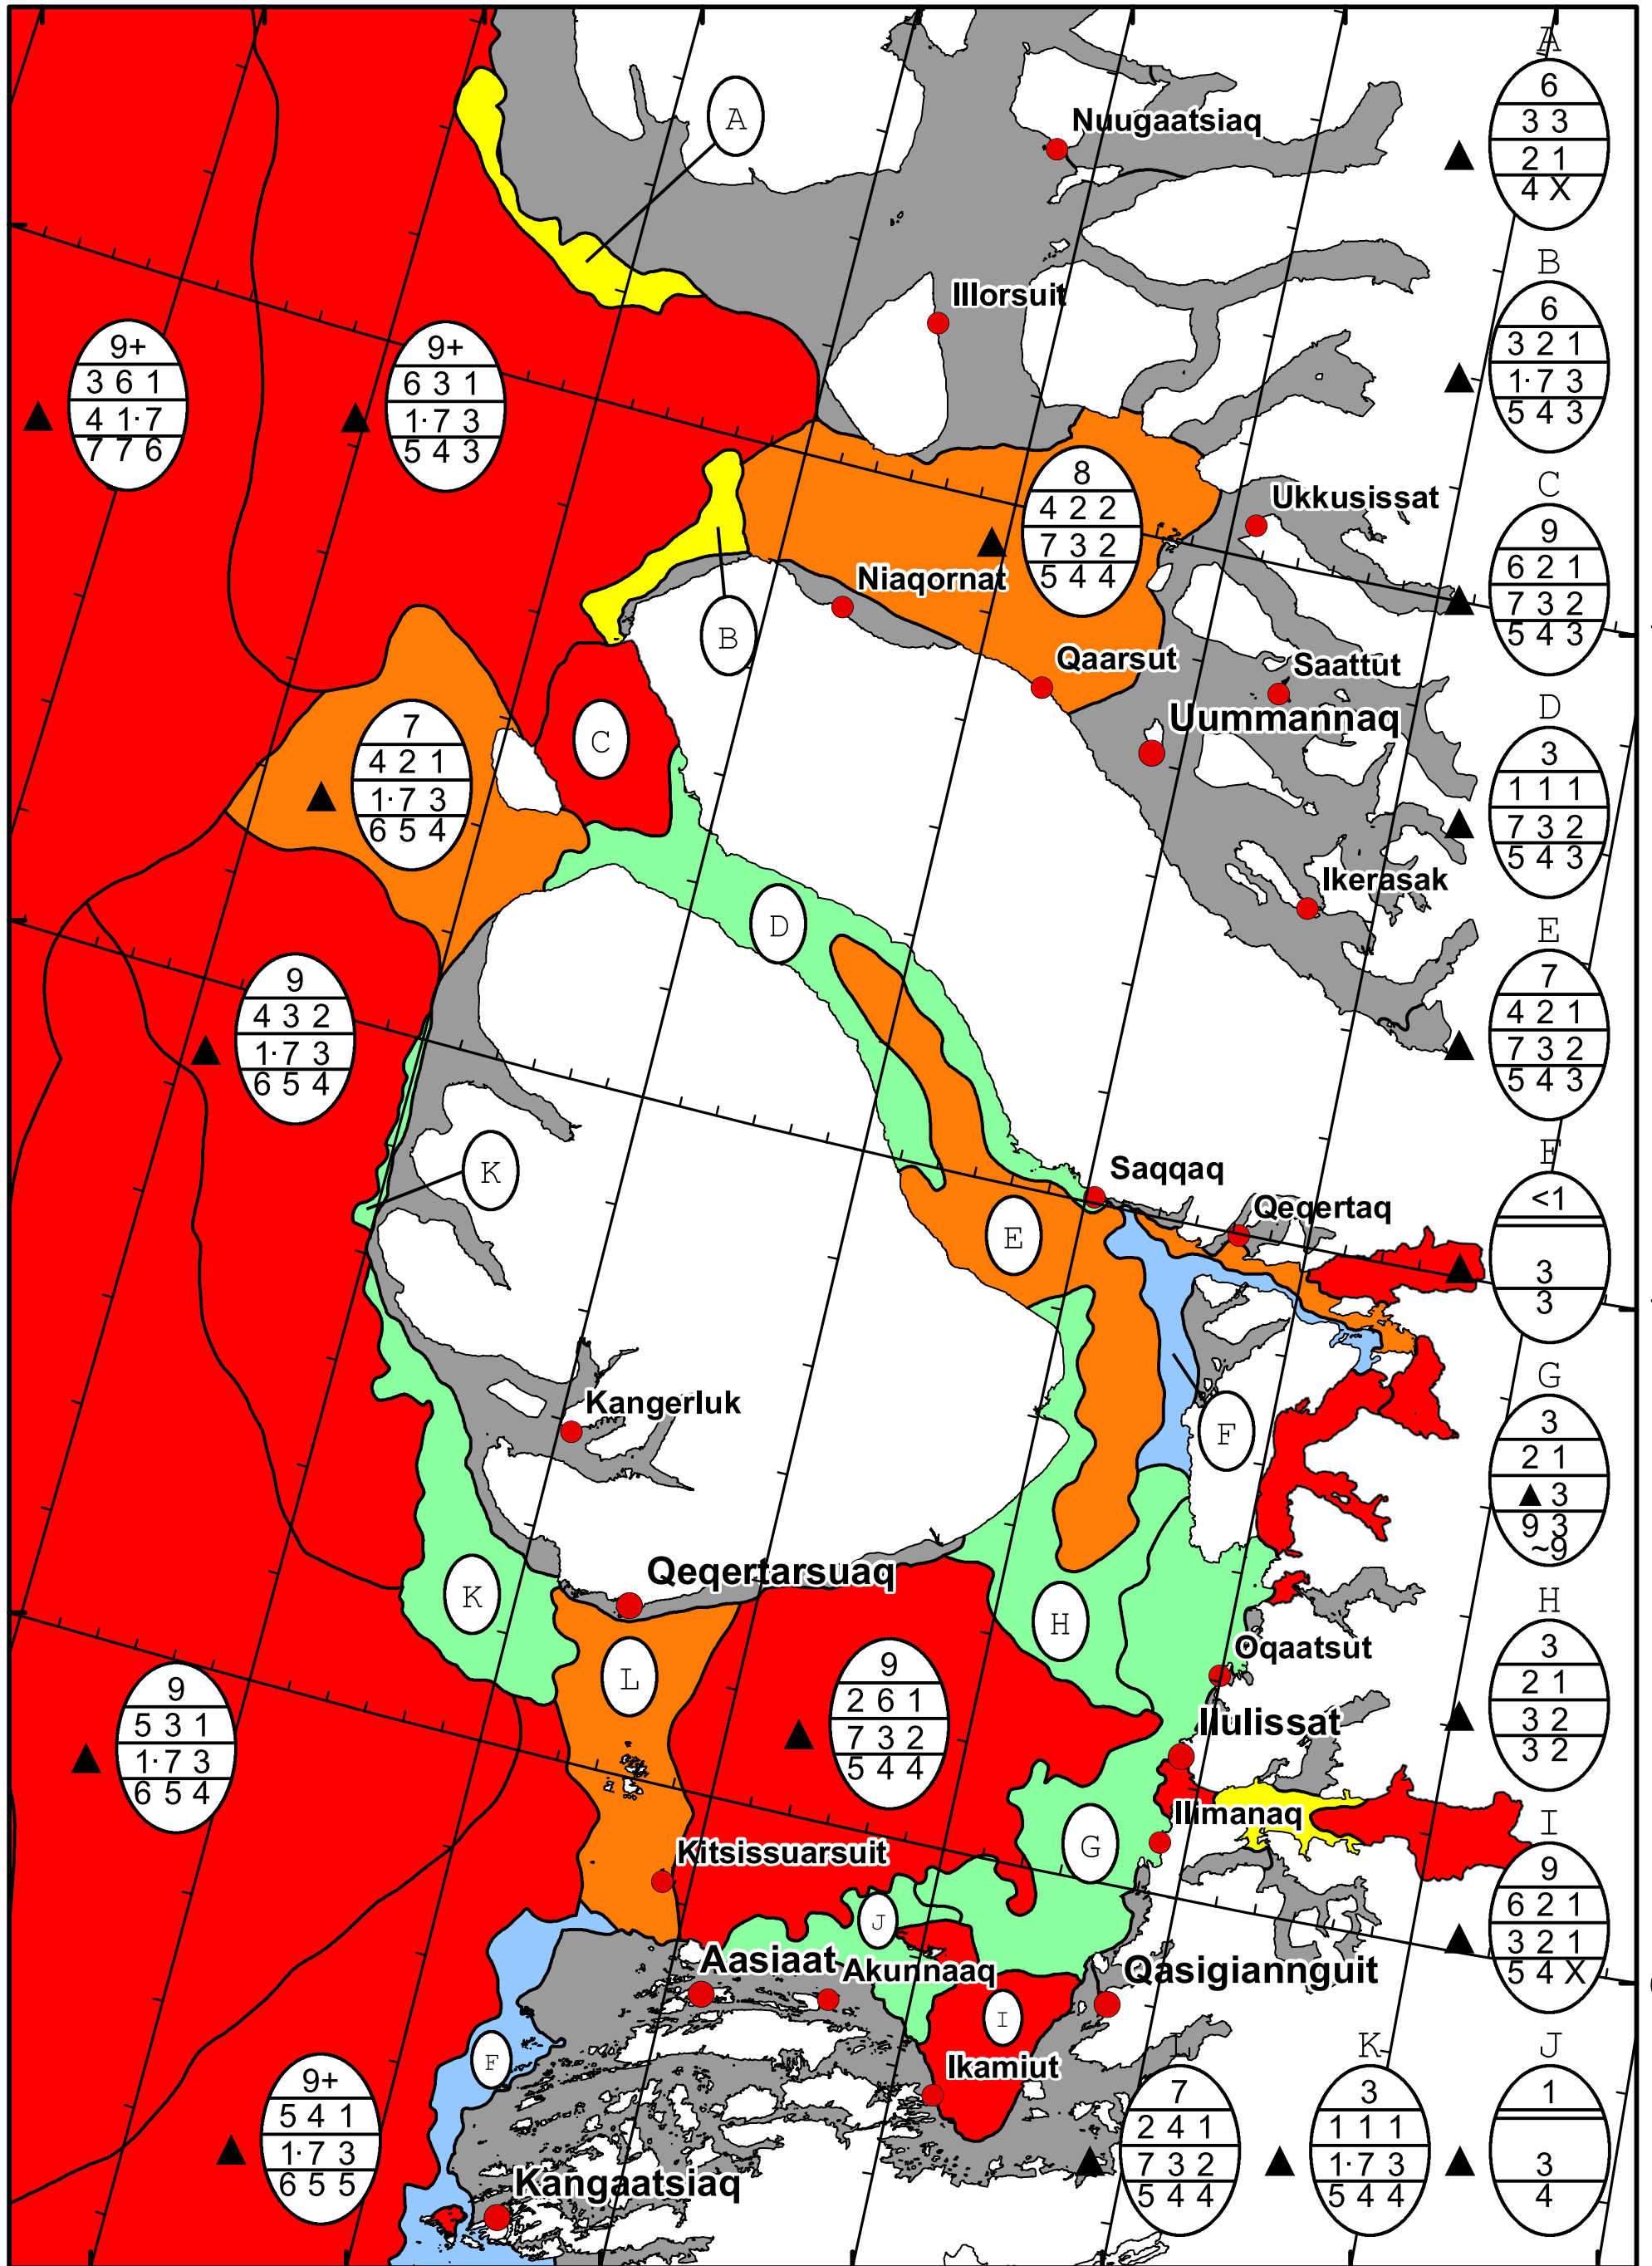 A
6
3 3
2 1
4 X
A
Nuugaatsiaq
B
6
3 2 1
1· 7 3
5 4 3
Illorsuit
9+
3 6 1
4 1· 7
7 7 6
9+
6 3 1
1· 7 3
5 4 3
8
4 2 2
7 3 2
5 4 4
Ukkusissat
C
9
6 2 1
7 3 2
5 4 3
Niaqornat
B
Qaarsut
Saattut
Uummannaq
C
7
4 2 1
1· 7 3
6 5 4
D
3
1 1 1
7 3 2
5 4 3
Ikerasak
D
E
7
4 2 1
7 3 2
5 4 3
9
4 3 2
1· 7 3
6 5 4
K
Saqqaq
Qeqertaq
E
F
<1
3
3
Kangerluk
F
G
3
2 1
▲ 3
9 3
~9
Qeqertarsuaq
K
H
L
Oqaatsut
H
3
2 1
3 2
3 2
9
5 3 1
1· 7 3
6 5 4
9
2 6 1
7 3 2
5 4 4
Ilulissat
Ilimanaq
G
Kitsissuarsuit
I
9
6 2 1
3 2 1
5 4 X
J
Aasiaat
Akunnaaq
Qasigiannguit
I
F
Ikamiut
9+
5 4 1
1· 7 3
6 5 5
L
7
2 4 1
7 3 2
5 4 4
K
3
1 1 1
1· 7 3
5 4 4
J
1
3
4
Kangaatsiaq